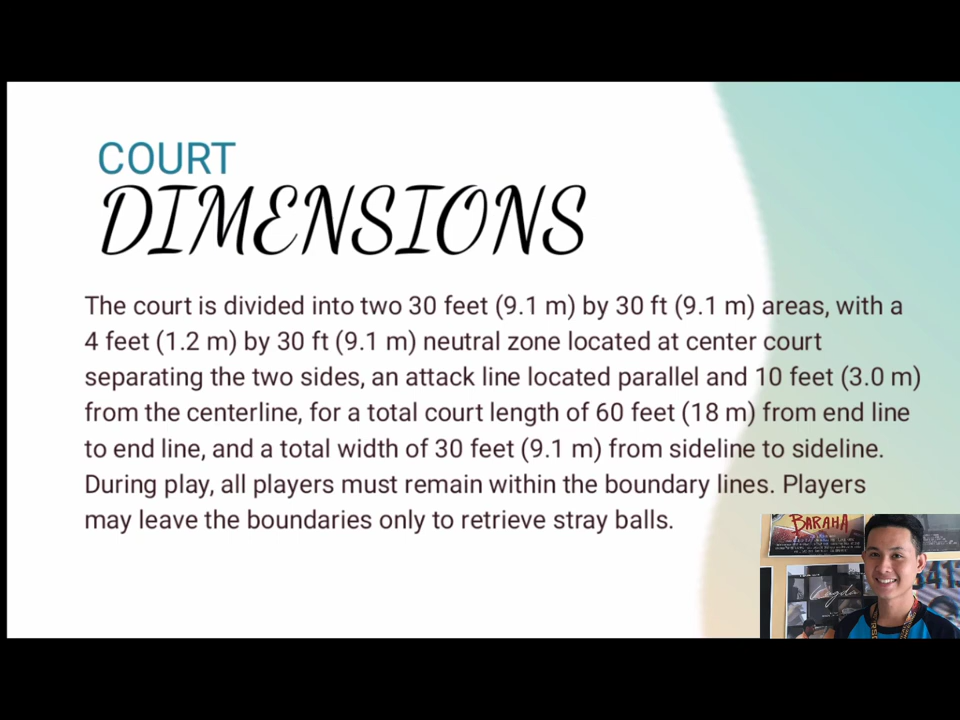 COURT
DIMENSIONS
The court is divided into two 30 feet (9.1 m) by 30 ft (9.1 m) areas, with a
4 feet (1.2 m) by 30 ft (9.1 m) neutral zone located at center court
separating the two sides, an attack line located parallel and 10 feet (3.0 m)
from the centerline, for a total court length of 60 feet (18 m) from end line
to end line, and a total width of 30 feet (9.1 m) from sideline to sideline.
During play, all players must remain within the boundary lines. Players
may leave the boundaries only to retrieve stray balls.
BARAHA